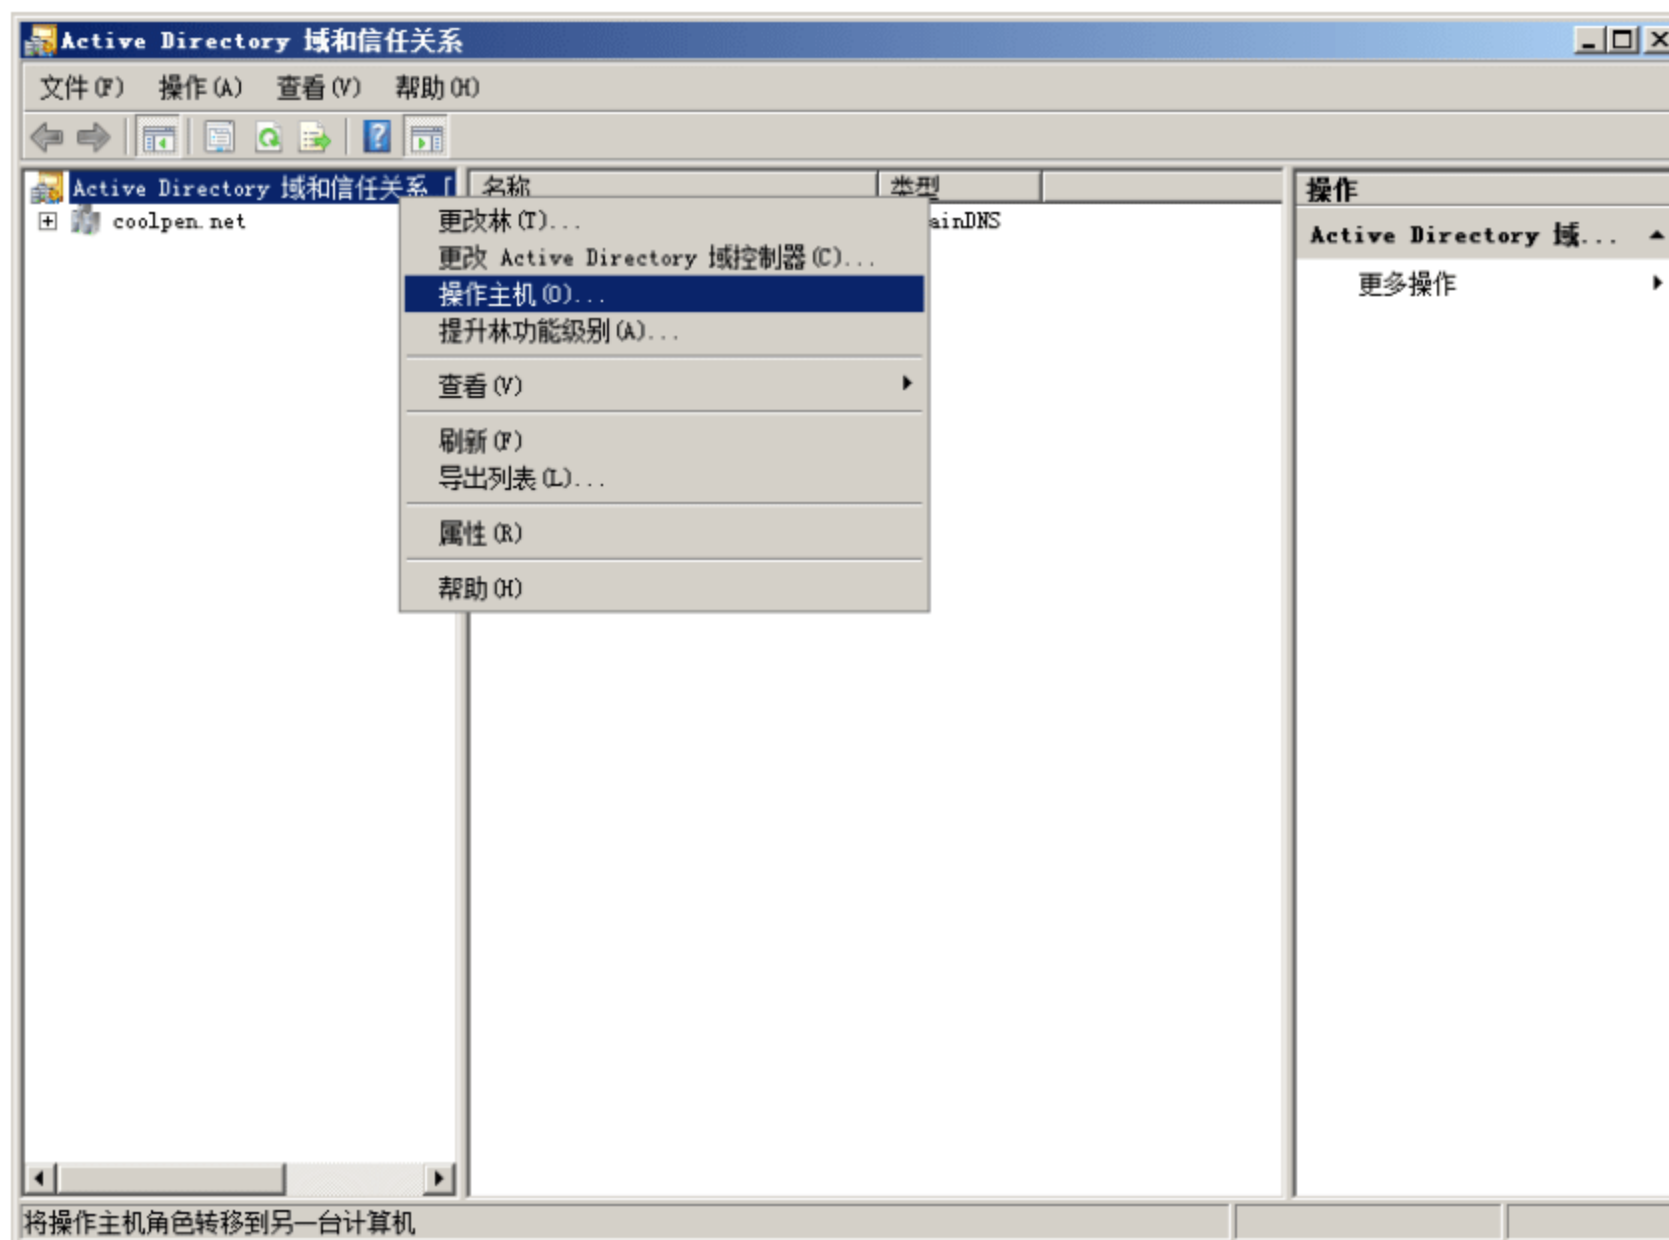 Active Directory 域和信任关系
文件(F) 操作(A) 查看(V) 帮助(H)
Active Directory 域和信任关系 [
coolpen.net
名称 类型
ainDNS
更改林(T)...
更改 Active Directory 域控制器(C)...
操作主机(O)...
提升林功能级别(A)...
查看(V)
刷新(F)
导出列表(L)...
属性(R)
帮助(H)
操作
Active Directory 域...
更多操作
将操作主机角色转移到另一台计算机